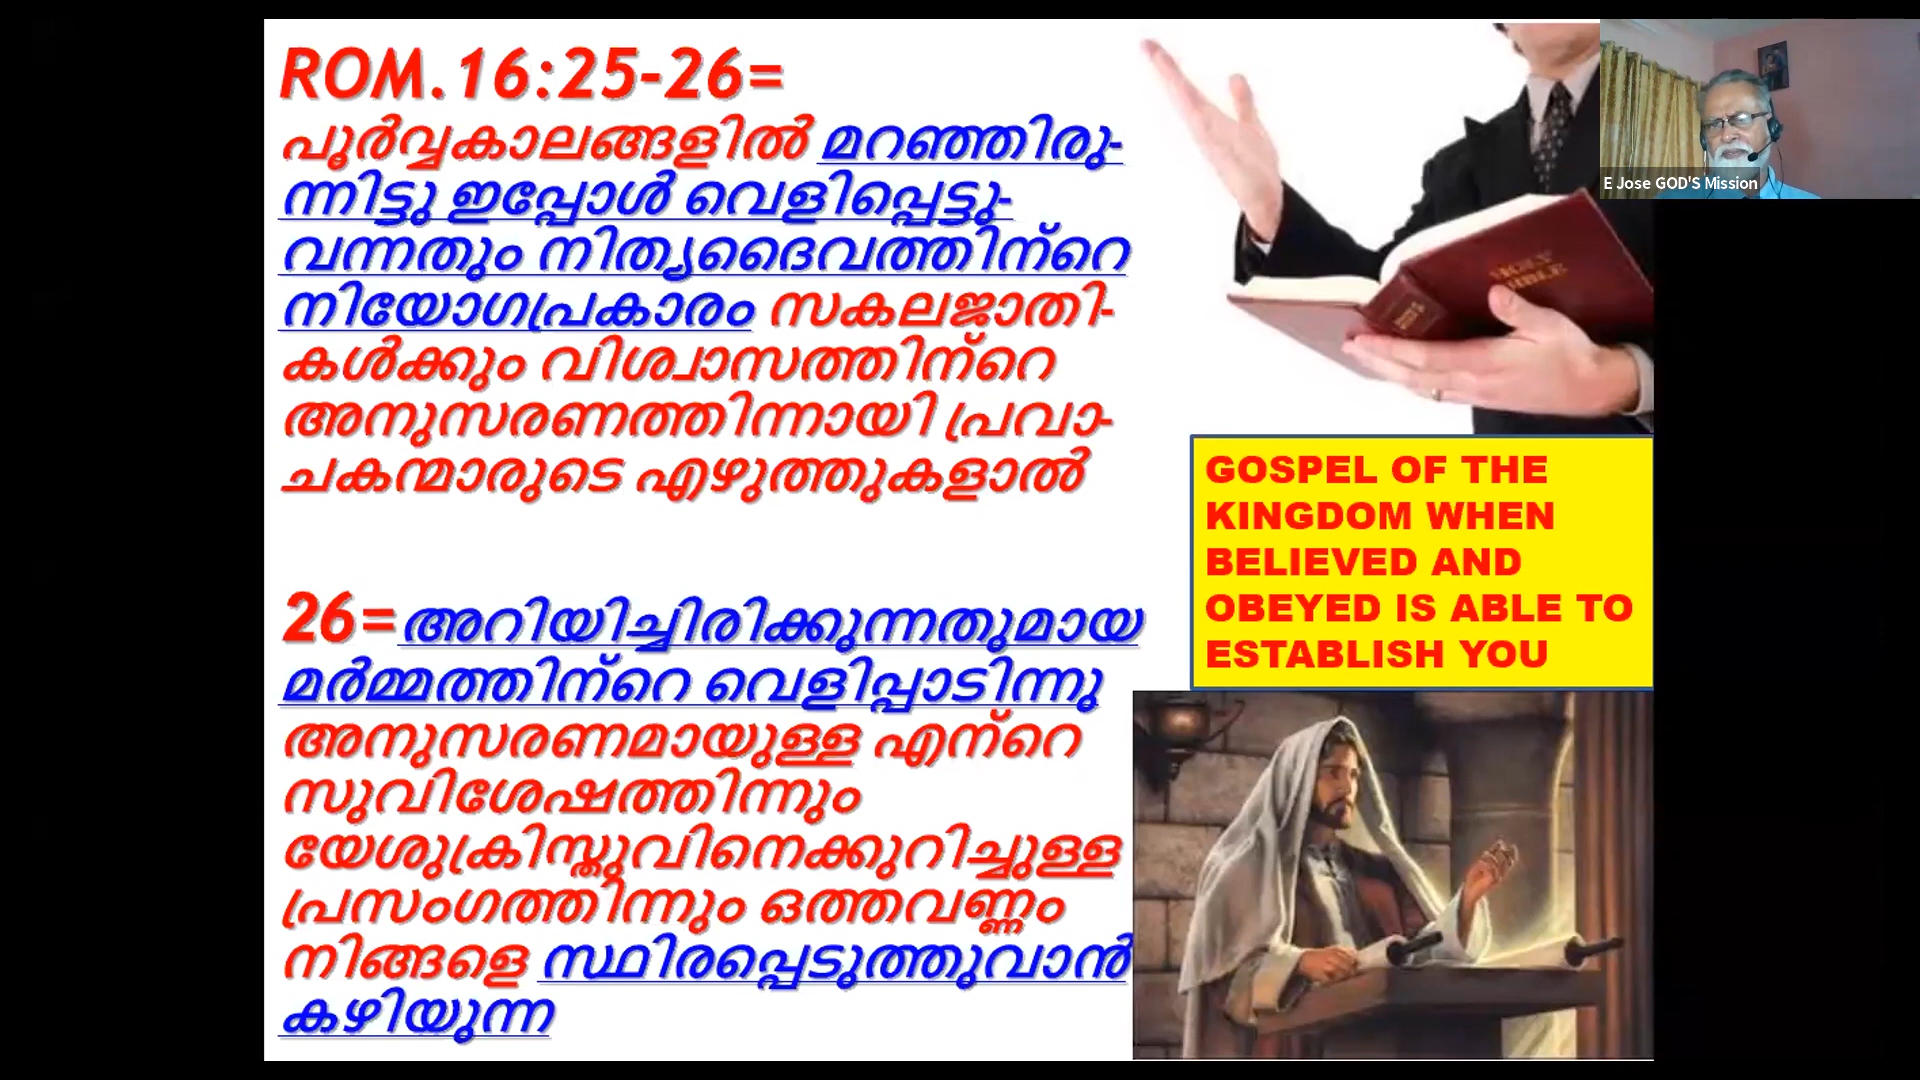 ROM.16:25-26=
പൂർവ്വകാലങ്ങളിൽ മറഞ്ഞിരു-
ന്നിട്ടു ഇപ്പോൾ വെളിപ്പെട്ടു-
വന്നതും നിത്യദൈവത്തിന്റെ
നിയോഗപ്രകാരം സകലജാതി-
കൾക്കും വിശ്വാസത്തിന്റെ
അനുസരണത്തിന്നായി പ്രവാ-
ചകന്മാരുടെ എഴുത്തുകളാൽ
26= അറിയിച്ചിരിക്കുന്നതുമായ
മർമ്മത്തിന്റെ വെളിപ്പാടിന്നു
അനുസരണമായുള്ള എന്റെ
സുവിശേഷത്തിന്നും
യേശുക്രിസ്തുവിനെക്കുറിച്ചുള്ള
പ്രസംഗത്തിന്നും ഒത്തവണ്ണം
നിങ്ങളെ സ്ഥിരപ്പെടുത്തുവാൻ
കഴിയുന്ന
HOLY
BIBLE
E Jose GOD'S Mission
GOSPEL OF THE
KINGDOM WHEN
BELIEVED AND
OBEYED IS ABLE TO
ESTABLISH YOU